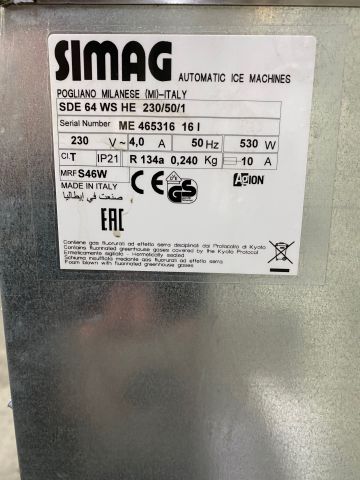 SIMAG
AUTOMATIC ICE MACHINES
POGLIANO MILANESE (MI)-ITALY
SDE 64 WS HE 230/50/1
Serial Number ME 465316 16 I
230 V~ 4,0 A 50 Hz 530 W
Cl.T IP21 R 134a 0,240 Kg 10 A
MRF S46W
MADE IN ITALY
صنعت في إيطاليا
CE GS AgION
EAC
Contiene gas fluorurati ad effetto serra disciplinati dal Protocollo di Kyoto
Contains fluorinated greenhouse gases covered by the Kyoto Protocol
Ermeticamente sigillato - Hermetically sealed
Schiuma insufflata mediante gas fluorurati ad effetto serra
Foam blown with fluorinated greenhouse gases